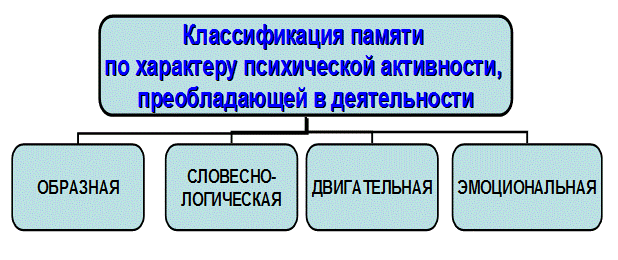 Классификация памяти
по характеру психической активности,
преобладающей в деятельности
ОБРАЗНАЯ
СЛОВЕСНО-
ЛОГИЧЕСКАЯ
ДВИГАТЕЛЬНАЯ
ЭМОЦИОНАЛЬНАЯ